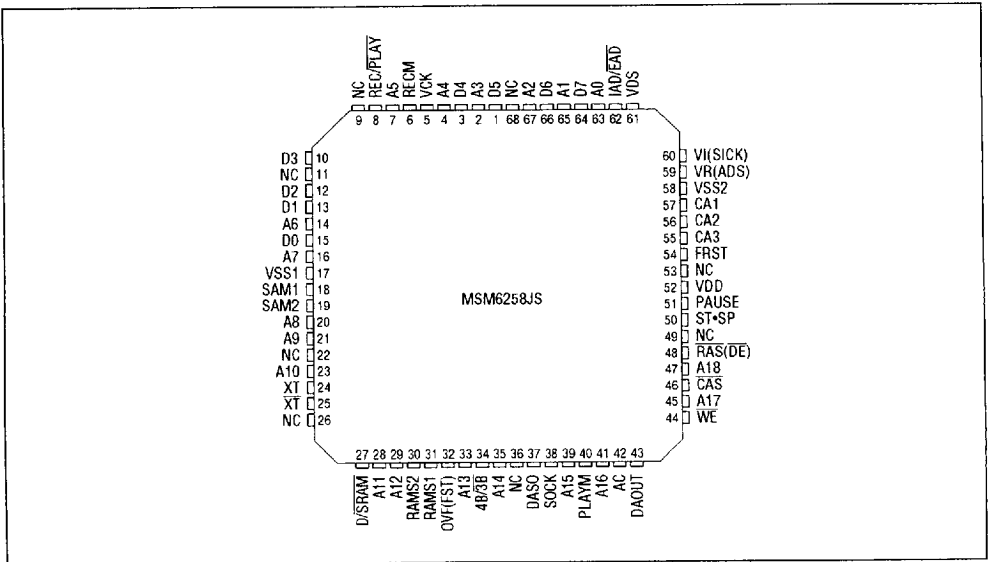 NC REC/PLAY A5 RECM VCK A4 D4 A3 D5 NC A2 D6 A1 D7 A0 IAD/EAD VDS
9 8 7 6 5 4 3 2 1 68 67 66 65 64 63 62 61
D3 10
NC 11
D2 12
D1 13
A6 14
D0 15
A7 16
VSS1 17
SAM1 18
SAM2 19
A8 20
A9 21
NC 22
A10 23
XT 24
X̅T̅ 25
NC 26
MSM6258JS
60 VI(SICK)
59 VR(ADS)
58 VSS2
57 CA1
56 CA2
55 CA3
54 FRST
53 NC
52 VDD
51 PAUSE
50 ST•SP
49 NC
48 R̅A̅S̅(D̅E̅)
47 A18
46 C̅A̅S̅
45 A17
44 W̅E̅
27 28 29 30 31 32 33 34 35 36 37 38 39 40 41 42 43
D/SRAM A11 A12 RAMS2 RAMS1 OVF(FST) A13 4B/3B A14 NC DASO SOCK A15 PLAYM A16 AC DAOUT